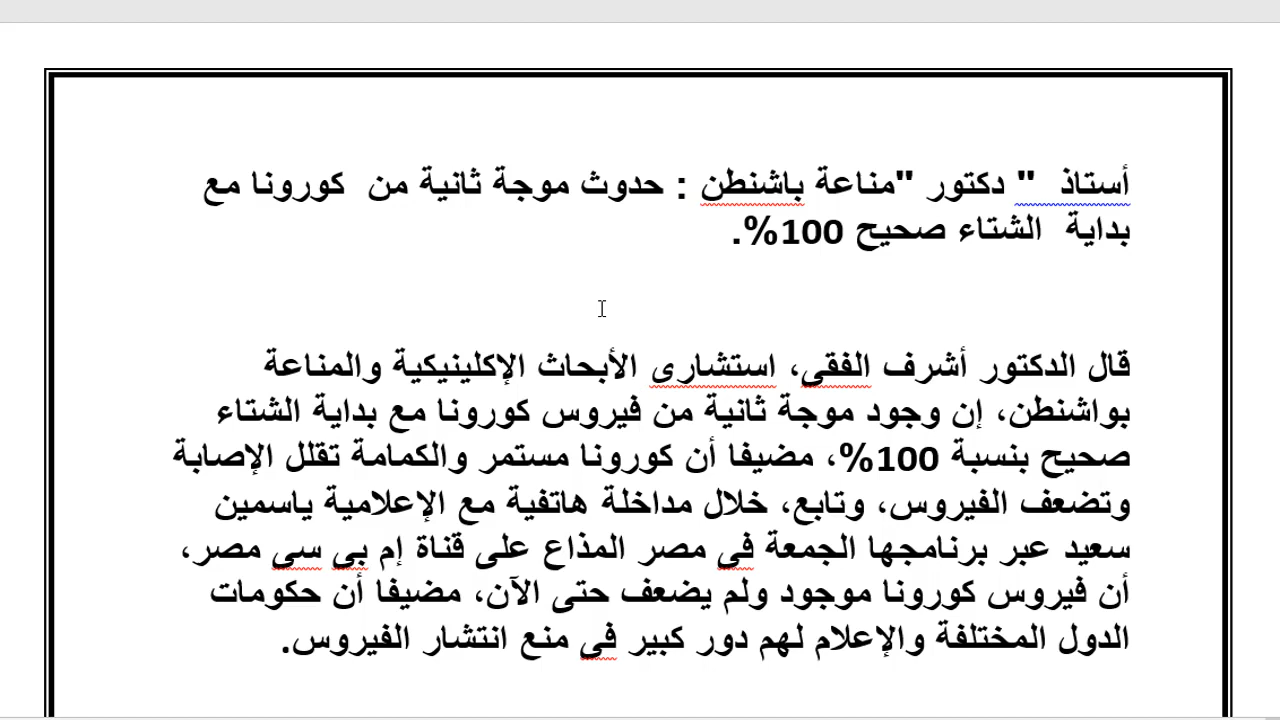 أستاذ " دكتور "مناعة باشنطن : حدوث موجة ثانية من كورونا مع
بداية الشتاء صحيح 100%.
قال الدكتور أشرف الفقى، استشارى الأبحاث الإكلينيكية والمناعة
بواشنطن، إن وجود موجة ثانية من فيروس كورونا مع بداية الشتاء
صحيح بنسبة 100%، مضيفا أن كورونا مستمر والكمامة تقلل الإصابة
وتضعف الفيروس، وتابع، خلال مداخلة هاتفية مع الإعلامية ياسمين
سعيد عبر برنامجها الجمعة فى مصر المذاع على قناة إم بى سى مصر،
أن فيروس كورونا موجود ولم يضعف حتى الآن، مضيفا أن حكومات
الدول المختلفة والإعلام لهم دور كبير فى منع انتشار الفيروس.